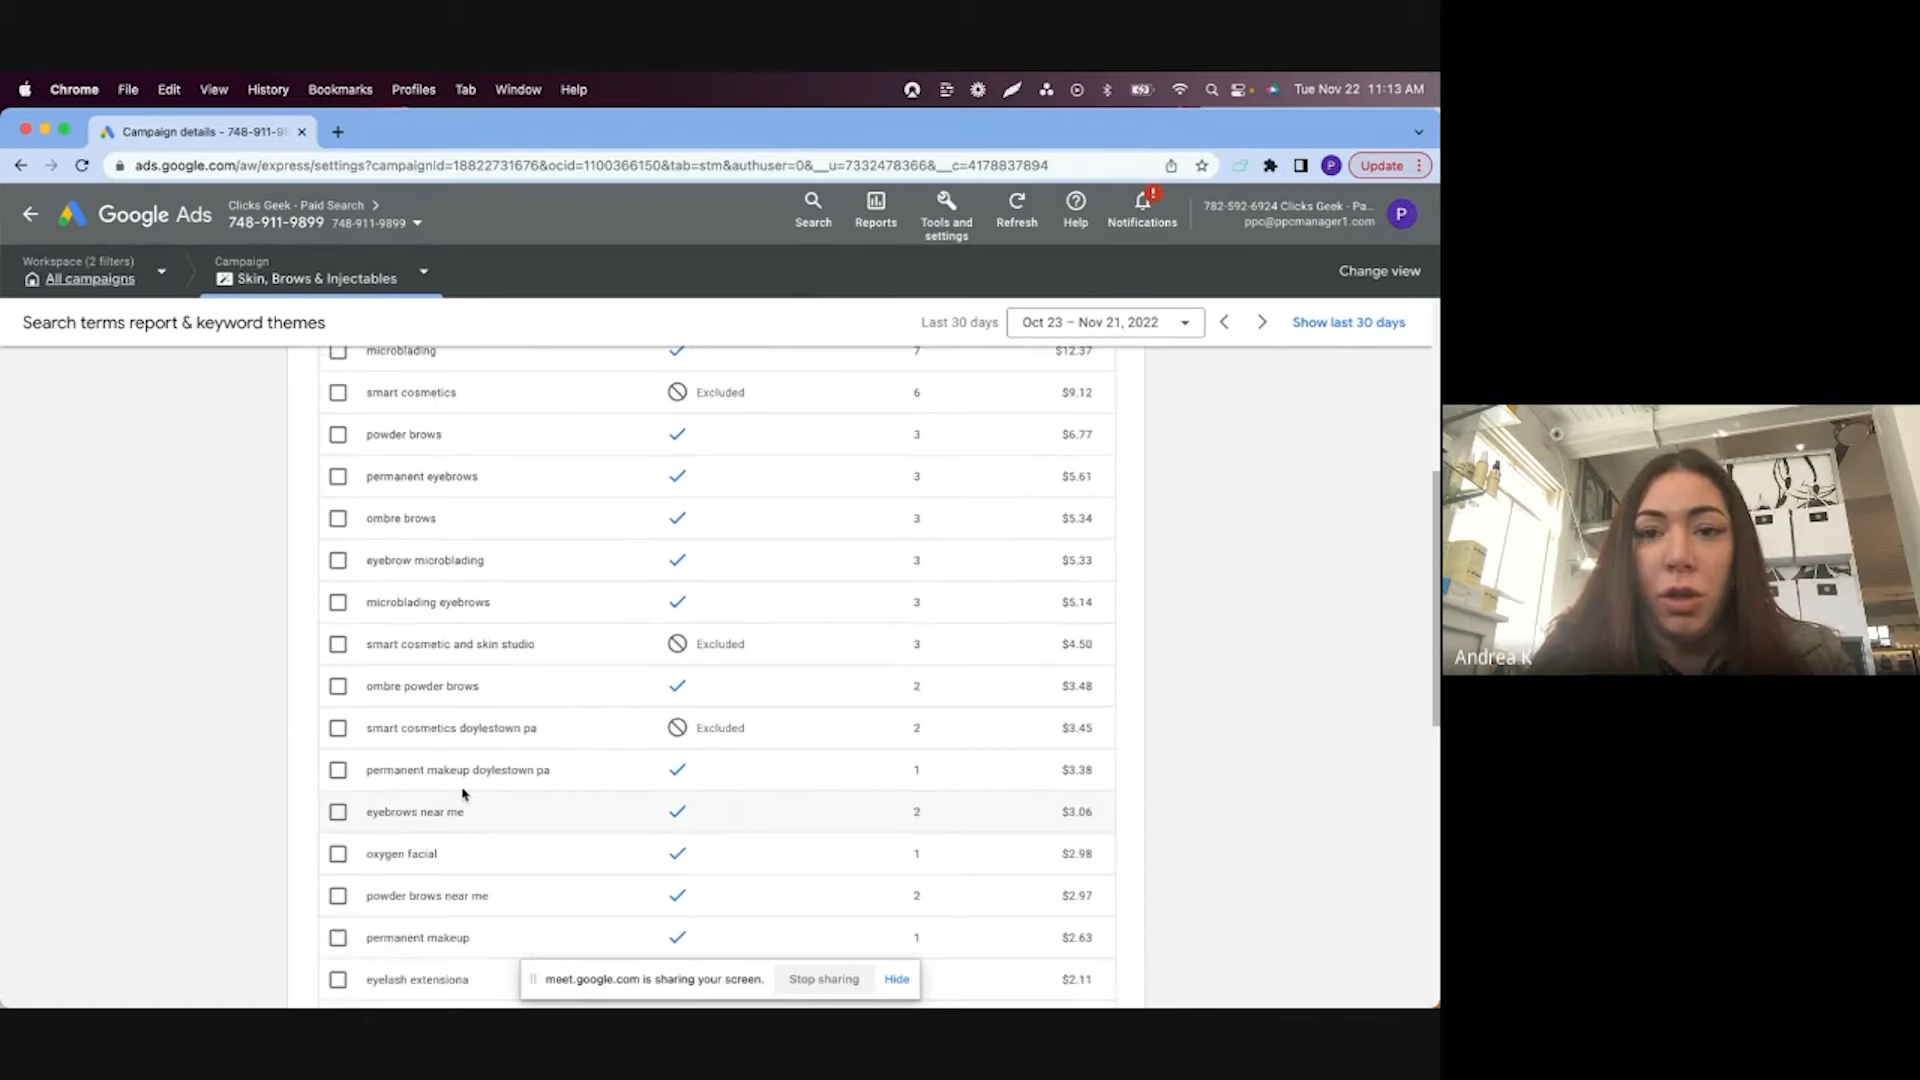 Chrome File Edit View History Bookmarks Profiles Tab Window Help Tue Nov 22 11:13 AM
Campaign details - 748-911-98
ads.google.com/aw/express/settings?campaignId=18822731676&ocid=1100366150&tab=stm&authuser=0&__u=7332478366&__c=4178837894 P Update
Google Ads
Clicks Geek - Paid Search
748-911-9899 748-911-9899
Search Reports Tools and settings Refresh Help Notifications
782-592-6924 Clicks Geek - Pa...
ppc@ppcmanager1.com P
Workspace (2 filters)
All campaigns
Campaign
Skin, Brows & Injectables
Change view
Search terms report & keyword themes Last 30 days Oct 23 – Nov 21, 2022 Show last 30 days
microblading 7 $12.37
smart cosmetics Excluded 6 $9.12
powder brows 3 $6.77
permanent eyebrows 3 $5.61
ombre brows 3 $5.34
eyebrow microblading 3 $5.33
microblading eyebrows 3 $5.14
smart cosmetic and skin studio Excluded 3 $4.50
ombre powder brows 2 $3.48
smart cosmetics doylestown pa Excluded 2 $3.45
permanent makeup doylestown pa 1 $3.38
eyebrows near me 2 $3.06
oxygen facial 1 $2.98
powder brows near me 2 $2.97
permanent makeup 1 $2.63
eyelash extensiona $2.11
meet.google.com is sharing your screen. Stop sharing Hide
Andrea K